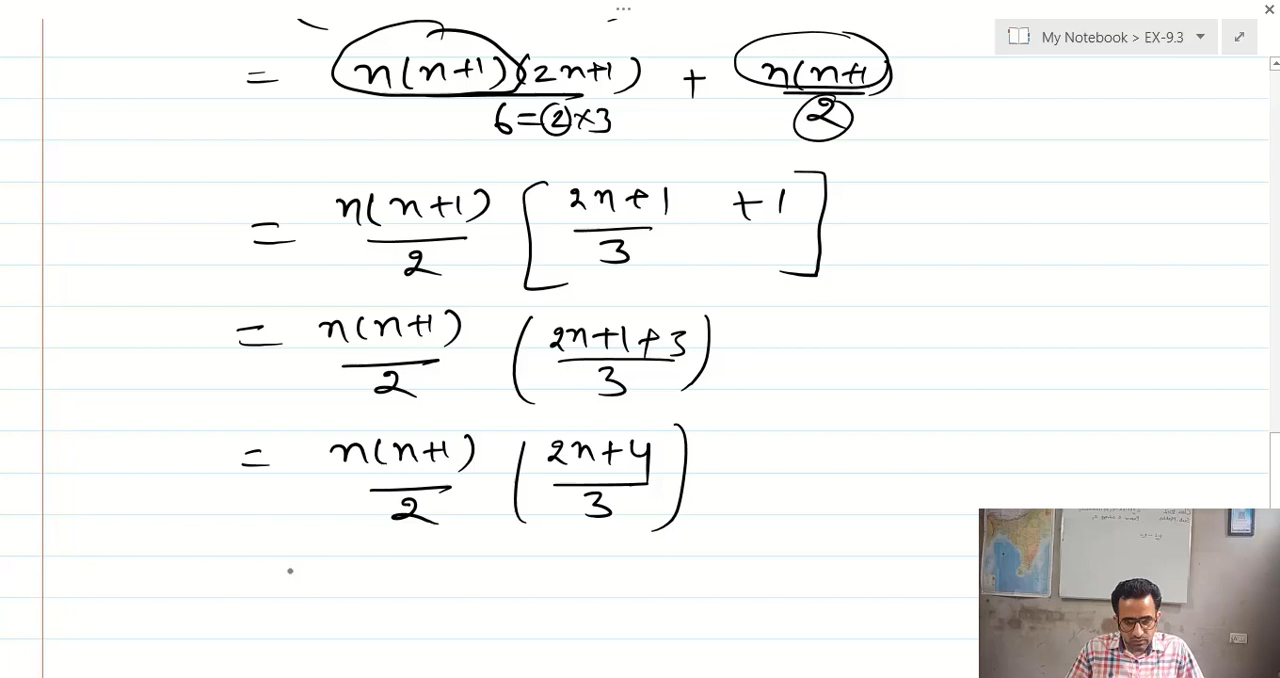 My Notebook > EX-9.3
= n(n+1)(2n+1)/6=2×3 + n(n+1)/2
= n(n+1)/2 [2n+1/3 +1]
= n(n+1)/2 (2n+1+3/3)
= n(n+1)/2 (2n+4/3)